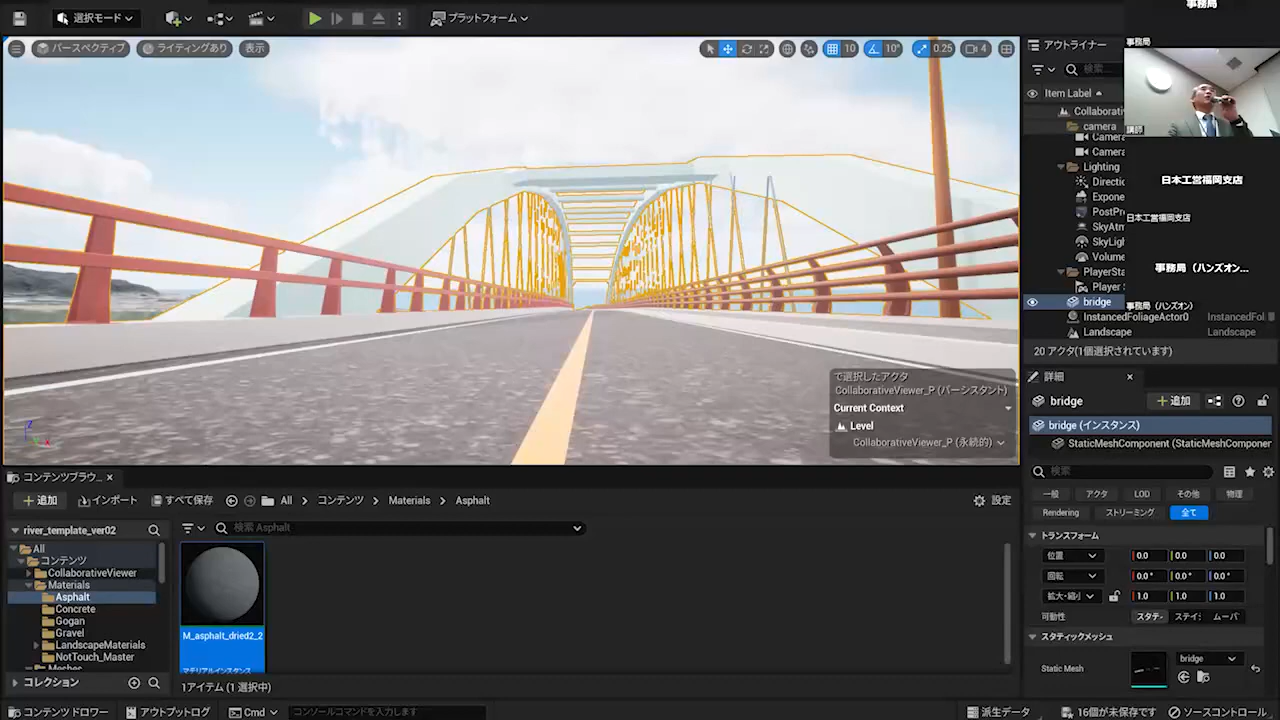 事務局
選択モード
プラットフォーム
パースペクティブ
ライティングあり
表示
10
10°
0.25
4
アウトライナー
事務局
検索...
Item Label
講師
Collaborativ
camera
Camera
Camera
Lighting
Directic
Expone
PostPr
SkyAtm
SkyLigh
Volume
PlayerSta
Player S
bridge
InstancedFoliageActor0
InstancedFol
Landscape
Landscape
日本工営福岡支店
日本工営福岡支店
事務局（ハンズオン...
事務局（ハンズオン）
20 アクタ(1個選択されています)
で選択したアクタ
CollaborativeViewer_P (パーシスタント)
Current Context
Level
CollaborativeViewer_P (永続的)
Z
詳細
bridge
追加
bridge (インスタンス)
StaticMeshComponent (StaticMeshComponer
検索
一般
アクタ
LOD
その他
物理
Rendering
ストリーミング
全て
トランスフォーム
位置
0.0
0.0
0.0
回転
0.0°
0.0°
0.0°
拡大・縮小
1.0
1.0
1.0
可動性
スタテ
ステイ
ムーバ
スタティックメッシュ
Static Mesh
bridge
コンテンツブラウ...
追加
インポート
すべて保存
All
コンテンツ
Materials
Asphalt
設定
river_template_ver02
検索 Asphalt
All
コンテンツ
CollaborativeViewer
Materials
Asphalt
Concrete
Gogan
Gravel
LandscapeMaterials
NotTouch_Master
Meshes
コレクション
M_asphalt_dried2_2
マテリアルインスタンス
1アイテム (1 選択中)
コンテンツドロワー
アウトプットログ
Cmd
コンソールコマンドを入力します
派生データ
16個が未保存です
ソースコントロール